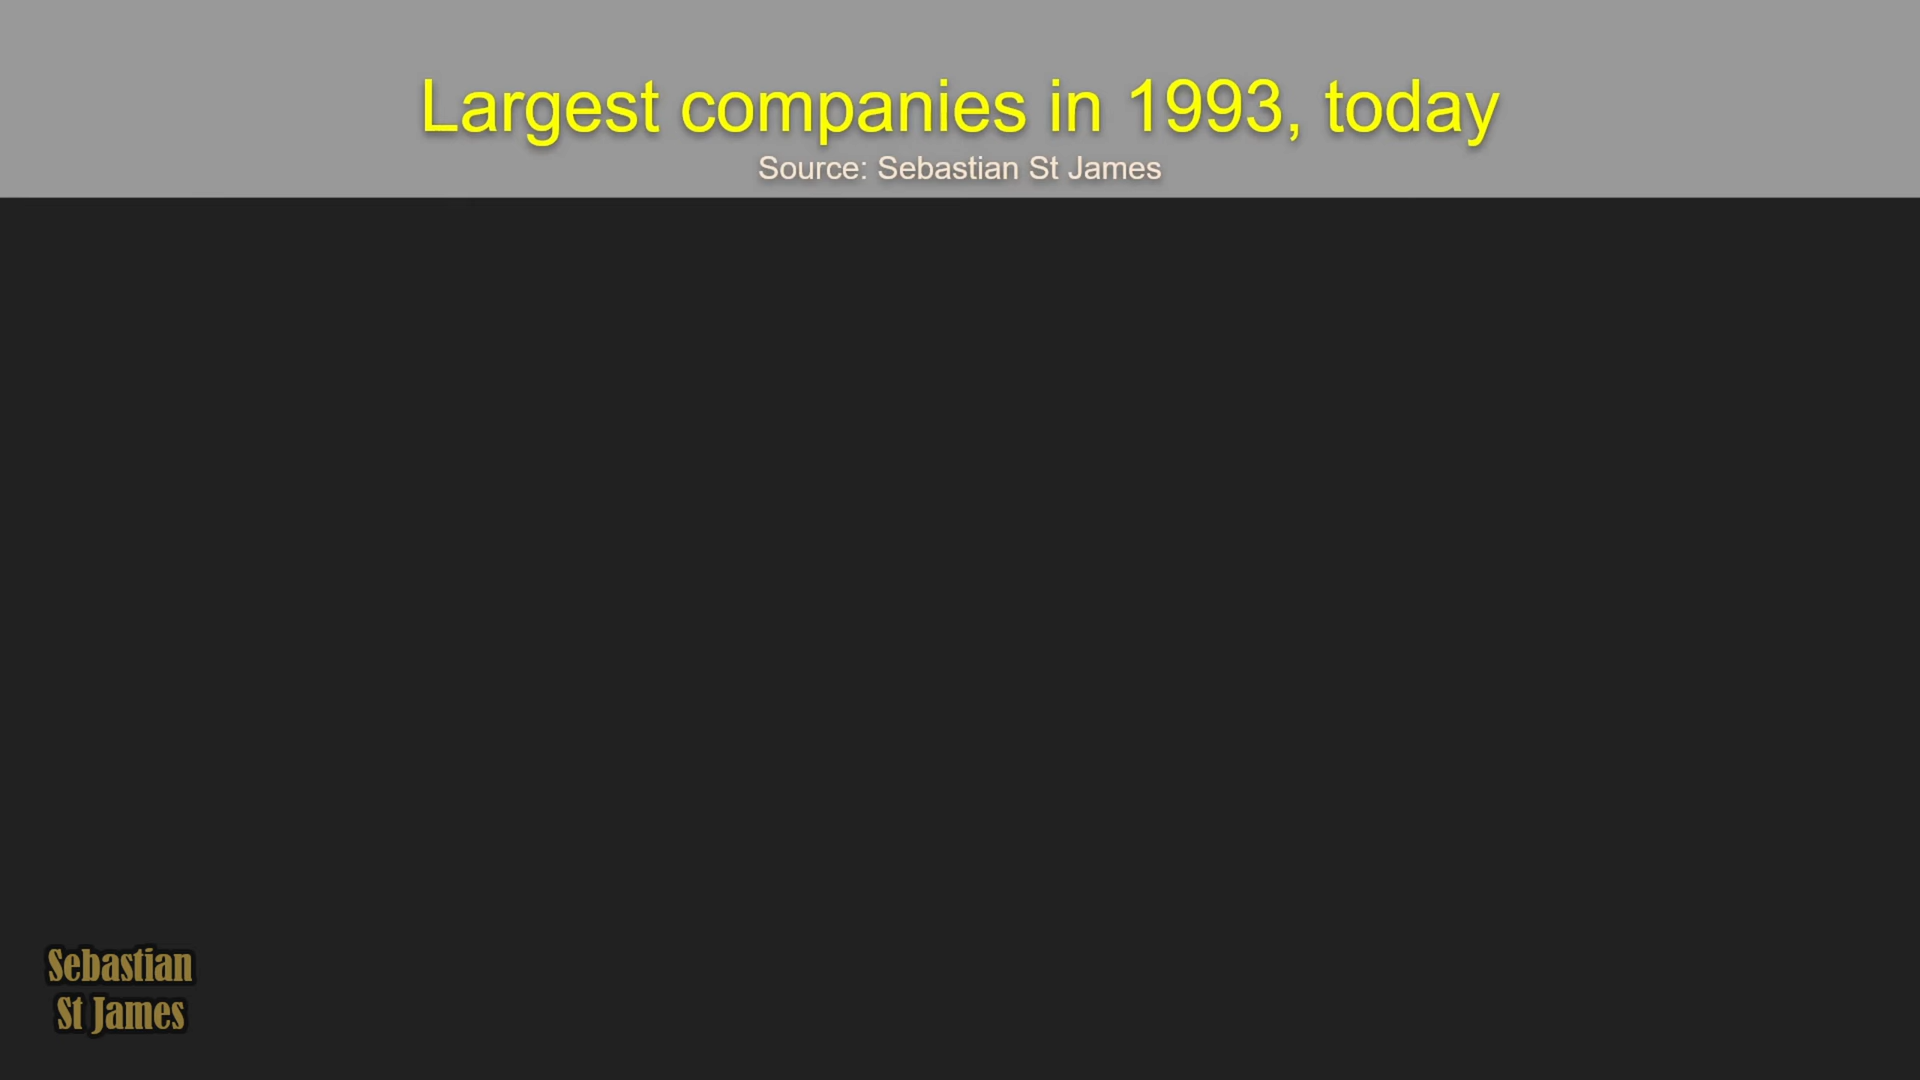 Largest companies in 1993, today
Source: Sebastian St James
Sebastian
St James